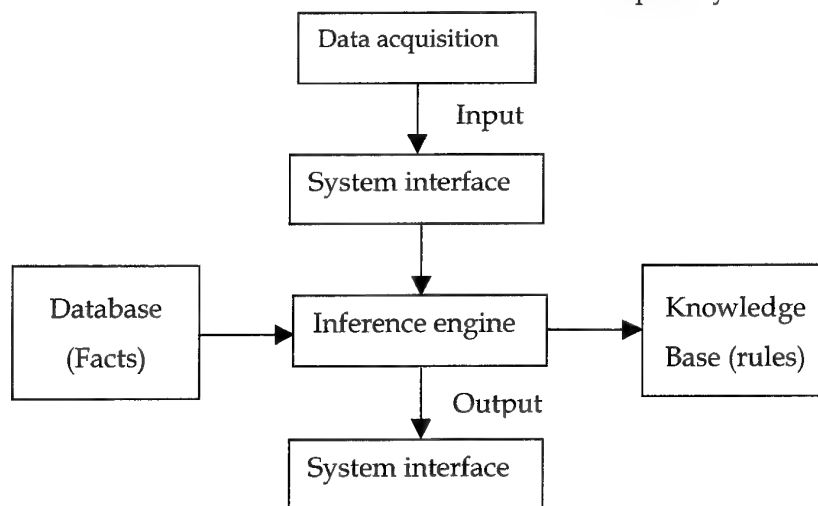 Data acquisition
Input
System interface
Database
(Facts)
Inference engine
Knowledge
Base (rules)
Output
System interface